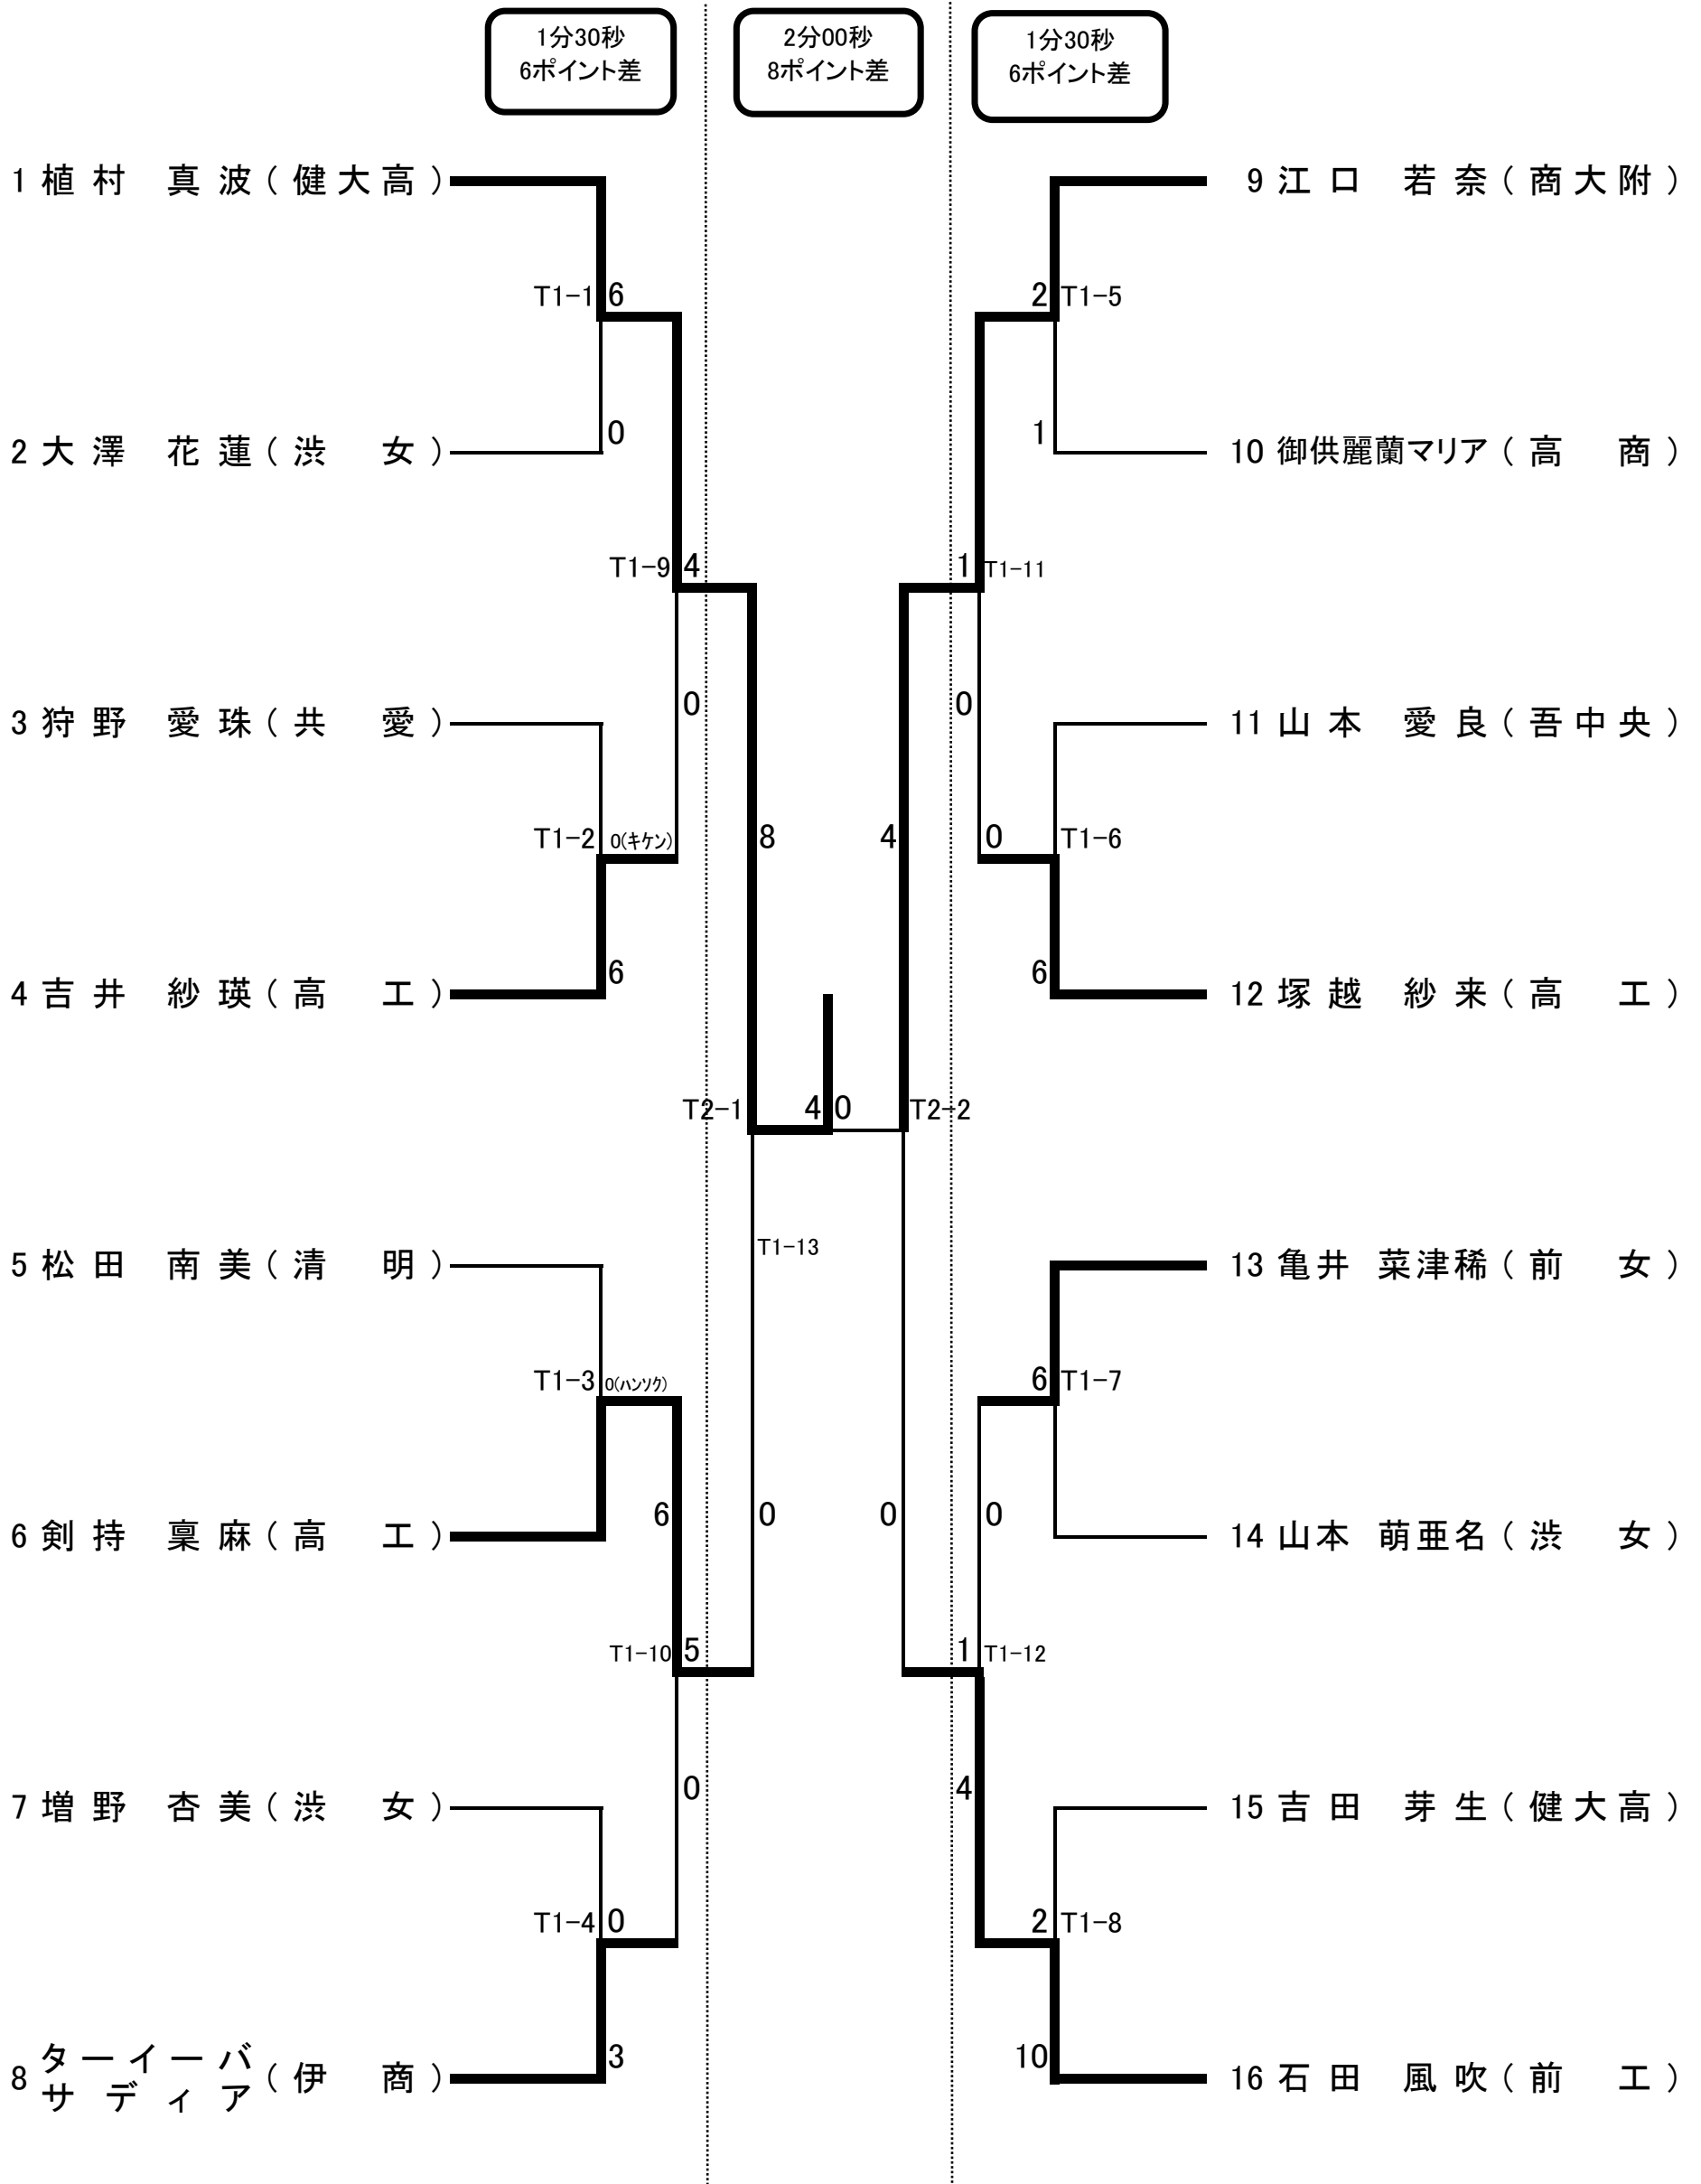 1分30秒
6ポイント差
2分00秒
8ポイント差
1分30秒
6ポイント差
1 植村 真波(健大高)
9 江口 若奈(商大附)
T1-1 6
2 T1-5
0
1
2 大澤 花蓮(渋 女)
10 御供麗蘭マリア(高 商)
T1-9 4
1 T1-11
0
0
3 狩野 愛珠(共 愛)
11 山本 愛良(吾中央)
T1-2 0(キケン)
8
4
0 T1-6
6
6
4 吉井 紗瑛(高 工)
12 塚越 紗来(高 工)
T2-1 4 0 T2-2
T1-13
5 松田 南美(清 明)
13 亀井 菜津稀(前 女)
T1-3 0(ハンソク)
6 T1-7
6
0
0
0
6 剣持 稟麻(高 工)
14 山本 萌亜名(渋 女)
T1-10 5
1 T1-12
0
4
7 増野 杏美(渋 女)
15 吉田 芽生(健大高)
T1-4 0
2 T1-8
3
10
8 ターイーバ
サディア(伊 商)
16 石田 風吹(前 工)